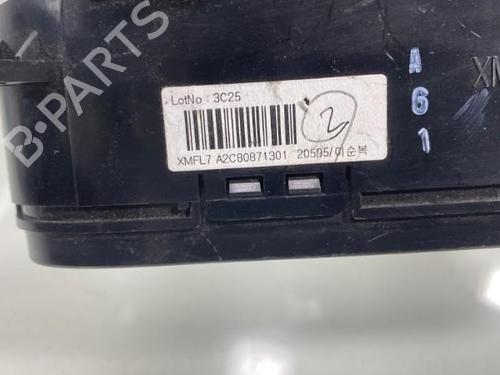 B-PARTS
LotNo : 3C25
2
XMFL7 A2C80871301 20595/이순복
A
6
1
XM